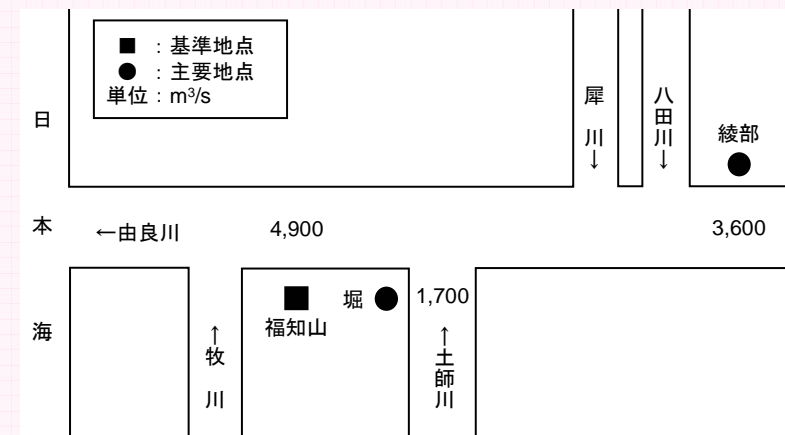 ■ : 基準地点
● : 主要地点
単位 : m³/s
日本海
犀川→
八田川→
綾部
←由良川
4,900
3,600
堀
1,700
福知山
←牧川
←土師川